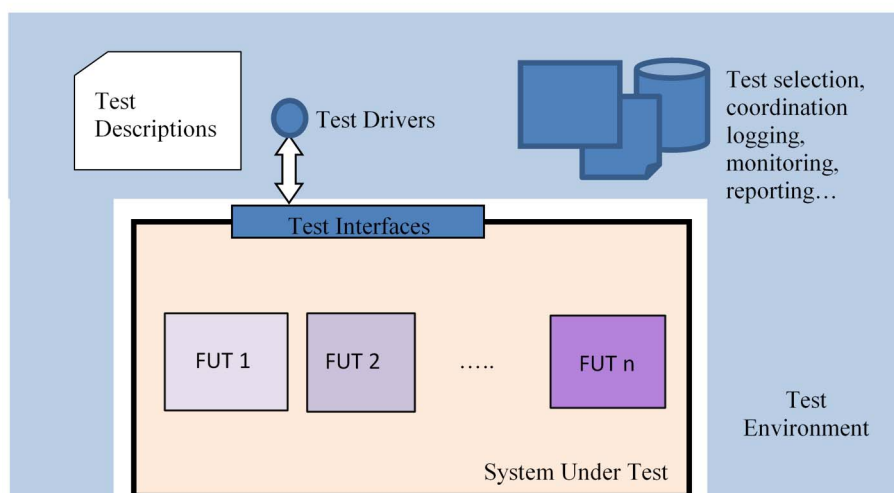 Test
Descriptions
Test Drivers
Test selection,
coordination
logging,
monitoring,
reporting…
Test Interfaces
FUT 1
FUT 2
…..
FUT n
Test
Environment
System Under Test